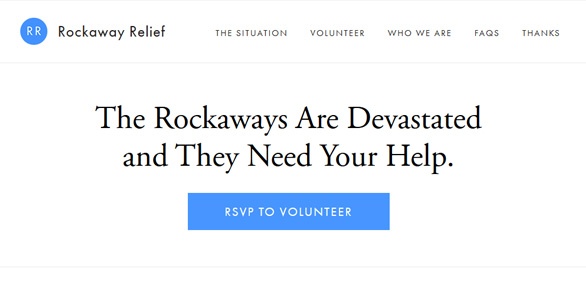 RR Rockaway Relief THE SITUATION VOLUNTEER WHO WE ARE FAQS THANKS
The Rockaways Are Devastated
and They Need Your Help.
RSVP TO VOLUNTEER